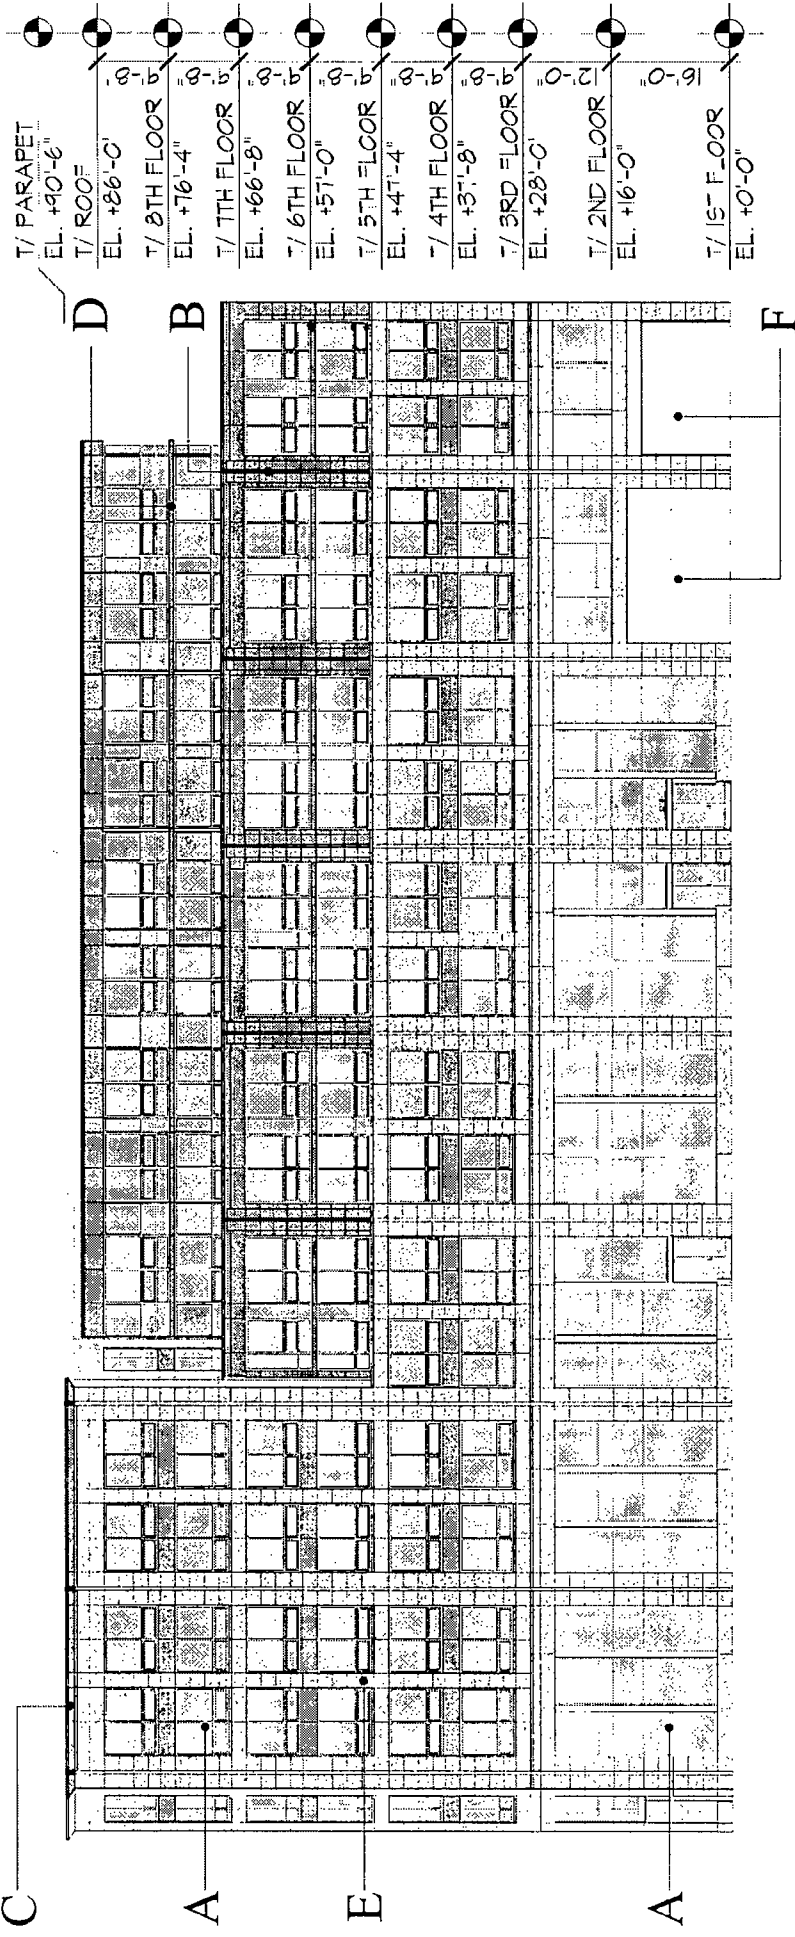 T/ PARAPET
EL. +90'-6"
T/ ROOF
EL. +86'-0"
T/ 8TH FLOOR
EL. +76'-4"
T/ 7TH FLOOR
EL. +66'-8"
T/ 6TH FLOOR
EL. +57'-0"
T/ 5TH FLOOR
EL. +47'-4"
T/ 4TH FLOOR
EL. +37'-8"
T/ 3RD FLOOR
EL. +28'-0"
T/ 2ND FLOOR
EL. +16'-0"
T/ 1ST FLOOR
EL. +0'-0"
9'-8"
9'-8"
9'-8"
9'-8"
9'-8"
9'-8"
12'-0"
16'-0"
D
B
F
C
A
E
A